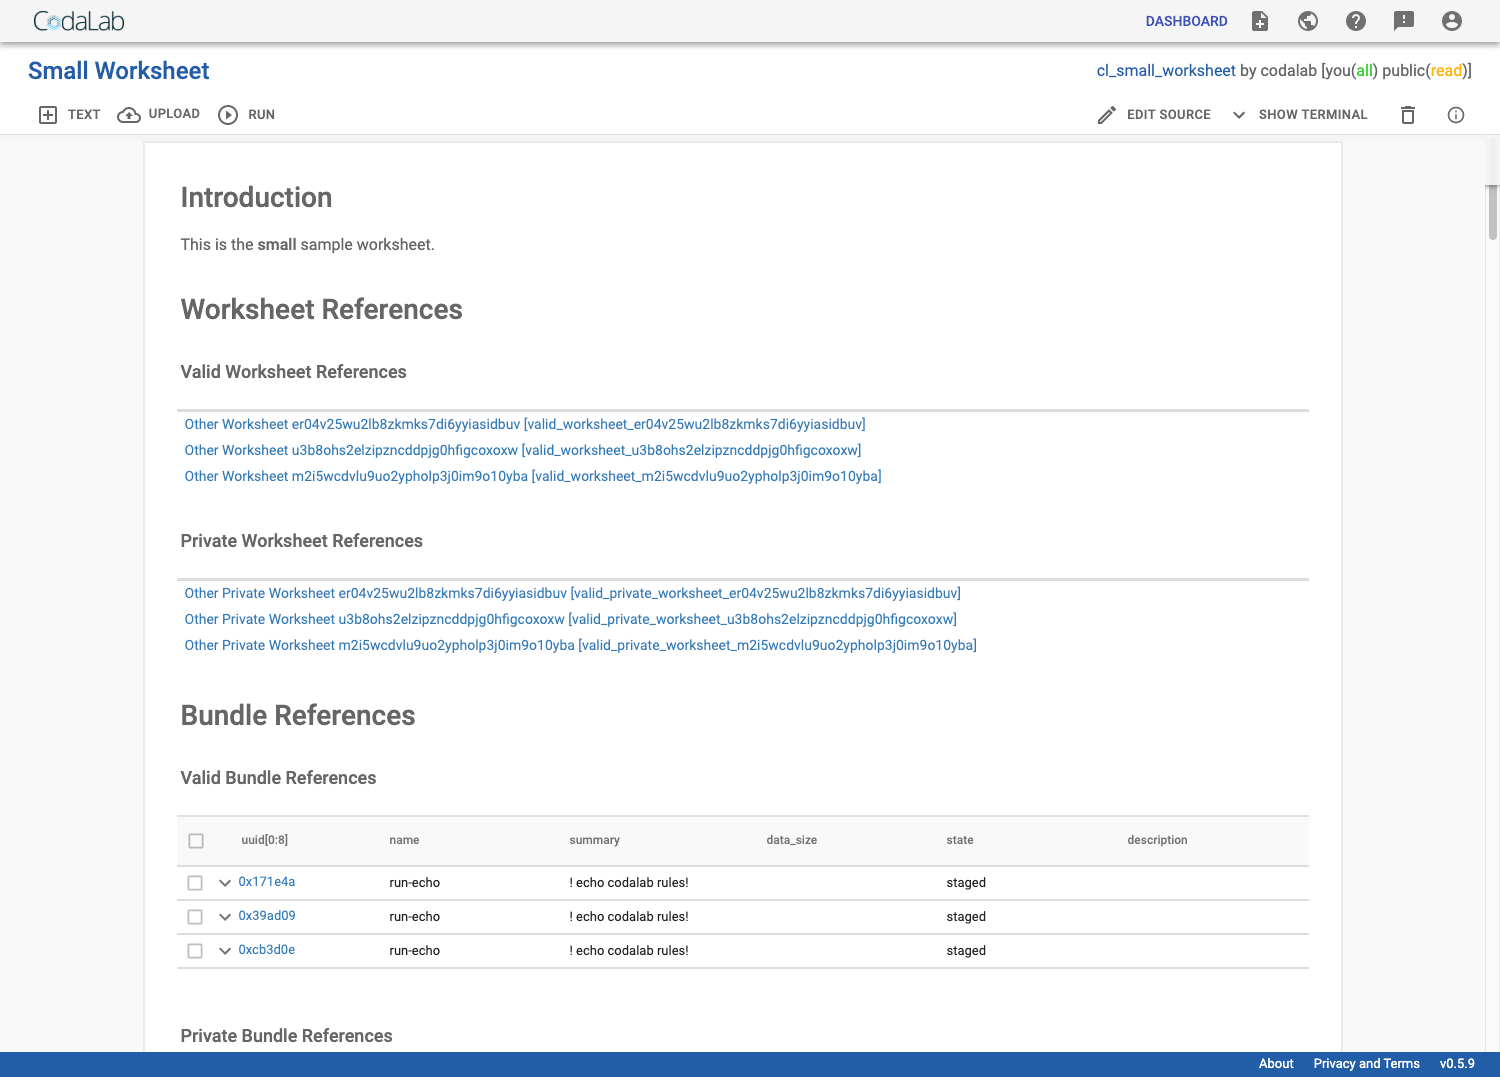 CodaLab
DASHBOARD
Small Worksheet
cl_small_worksheet by codalab [you(all) public(read)]
TEXT UPLOAD RUN
EDIT SOURCE SHOW TERMINAL
Introduction
This is the small sample worksheet.
Worksheet References
Valid Worksheet References
Other Worksheet er04v25wu2lb8zkmks7di6yyiasidbuv [valid_worksheet_er04v25wu2lb8zkmks7di6yyiasidbuv]
Other Worksheet u3b8ohs2elzipzncddpjg0hfigcoxoxw [valid_worksheet_u3b8ohs2elzipzncddpjg0hfigcoxoxw]
Other Worksheet m2i5wcdvlu9uo2ypholp3j0im9o10yba [valid_worksheet_m2i5wcdvlu9uo2ypholp3j0im9o10yba]
Private Worksheet References
Other Private Worksheet er04v25wu2lb8zkmks7di6yyiasidbuv [valid_private_worksheet_er04v25wu2lb8zkmks7di6yyiasidbuv]
Other Private Worksheet u3b8ohs2elzipzncddpjg0hfigcoxoxw [valid_private_worksheet_u3b8ohs2elzipzncddpjg0hfigcoxoxw]
Other Private Worksheet m2i5wcdvlu9uo2ypholp3j0im9o10yba [valid_private_worksheet_m2i5wcdvlu9uo2ypholp3j0im9o10yba]
Bundle References
Valid Bundle References
uuid[0:8] name summary data_size state description
0x171e4a run-echo ! echo codalab rules! staged
0x39ad09 run-echo ! echo codalab rules! staged
0xcb3d0e run-echo ! echo codalab rules! staged
Private Bundle References
About Privacy and Terms v0.5.9